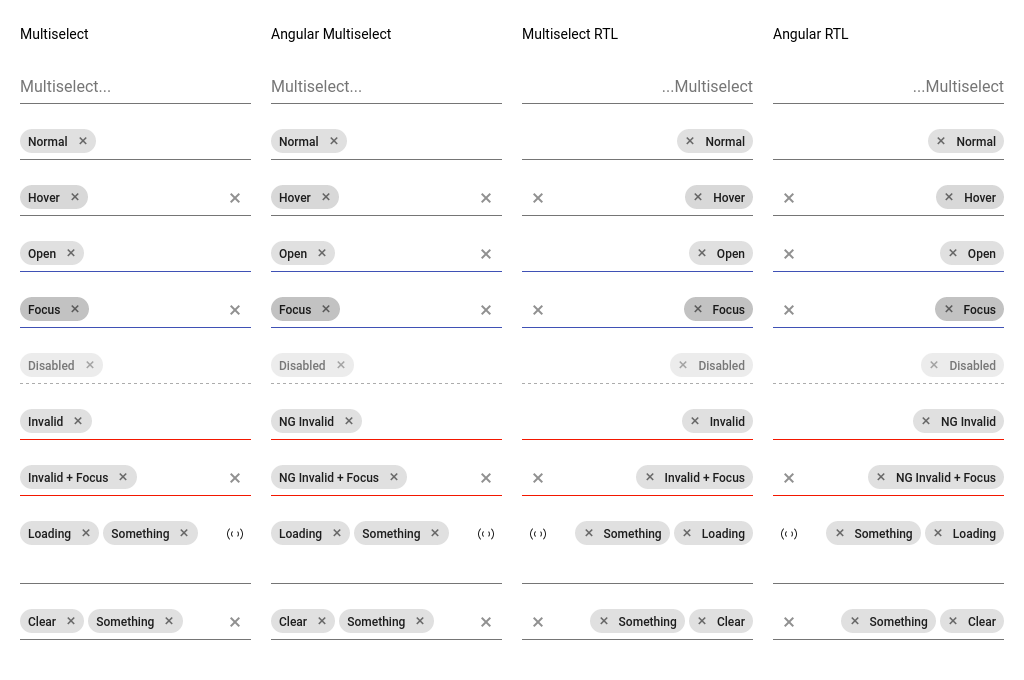 Multiselect Angular Multiselect Multiselect RTL Angular RTL
Multiselect... Multiselect... ...Multiselect ...Multiselect
Normal Normal Normal Normal
Hover Hover Hover Hover
Open Open Open Open
Focus Focus Focus Focus
Disabled Disabled Disabled Disabled
Invalid NG Invalid Invalid NG Invalid
Invalid + Focus NG Invalid + Focus Invalid + Focus NG Invalid + Focus
Loading Something Loading Something Something Loading Something Loading
Clear Something Clear Something Something Clear Something Clear